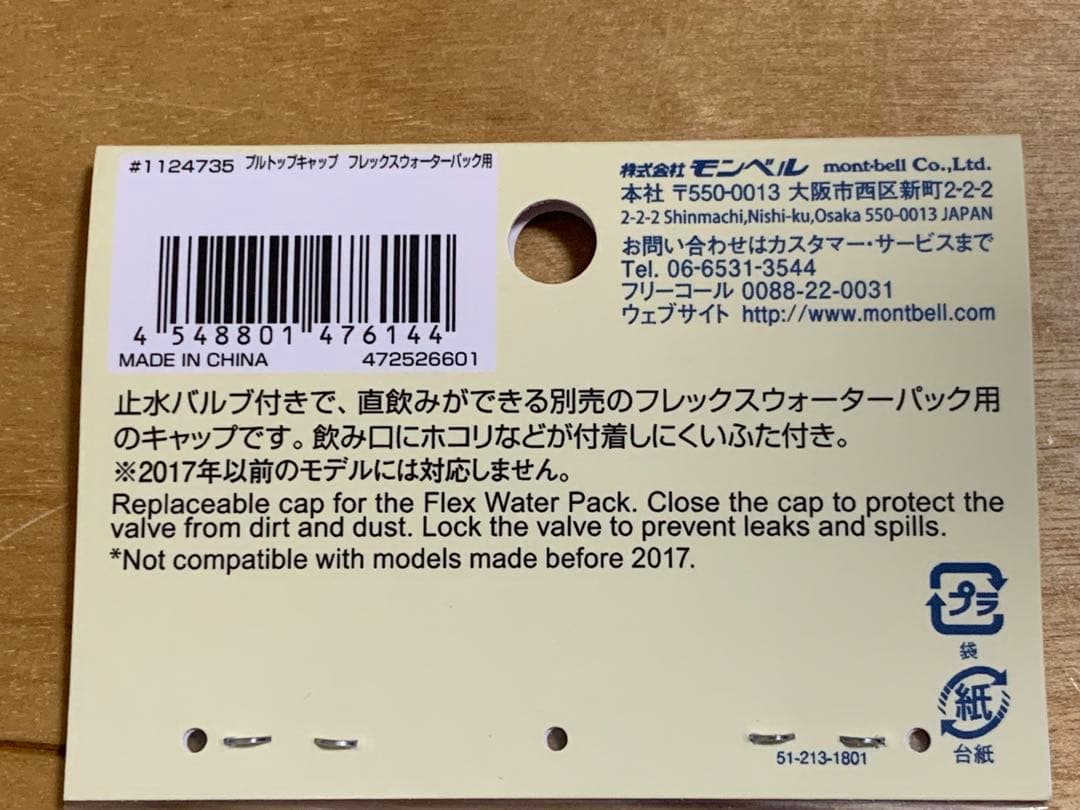 #1124735 プルトップキャップ フレックスウォーターパック用
4 548801 476144
MADE IN CHINA 472526601
株式会社 モンベル mont-bell Co.,Ltd.
本社 〒550-0013 大阪市西区新町2-2-2
2-2-2 Shinmachi,Nishi-ku,Osaka 550-0013 JAPAN
お問い合わせはカスタマー・サービスまで
Tel. 06-6531-3544
フリーコール 0088-22-0031
ウェブサイト http://www.montbell.com
止水バルブ付きで、直飲みができる別売のフレックスウォーターパック用
のキャップです。飲み口にホコリなどが付着しにくいふた付き。
※2017年以前のモデルには対応しません。
Replaceable cap for the Flex Water Pack. Close the cap to protect the
valve from dirt and dust. Lock the valve to prevent leaks and spills.
*Not compatible with models made before 2017.
プラ
袋
紙
台紙
51-213-1801